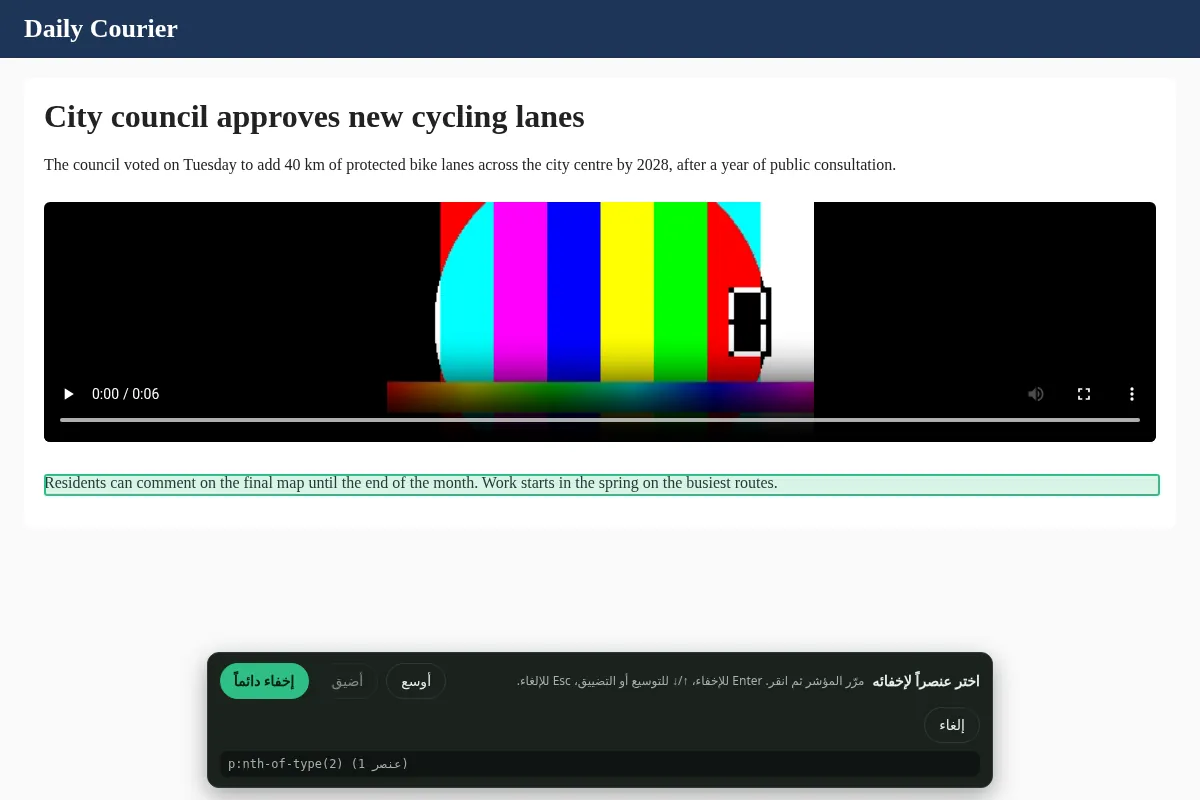 Daily Courier
City council approves new cycling lanes
The council voted on Tuesday to add 40 km of protected bike lanes across the city centre by 2028, after a year of public consultation.
0:00 / 0:06
Residents can comment on the final map until the end of the month. Work starts in the spring on the busiest routes.
اختر عنصراً لإخفائه مرّر المؤشر ثم انقر. Enter للإخفاء، ↑/↓ للتوسيع أو التضييق، Esc للإلغاء. أوسع أضيق إخفاء دائماً
إلغاء
p:nth-of-type(2) (1 عنصر)